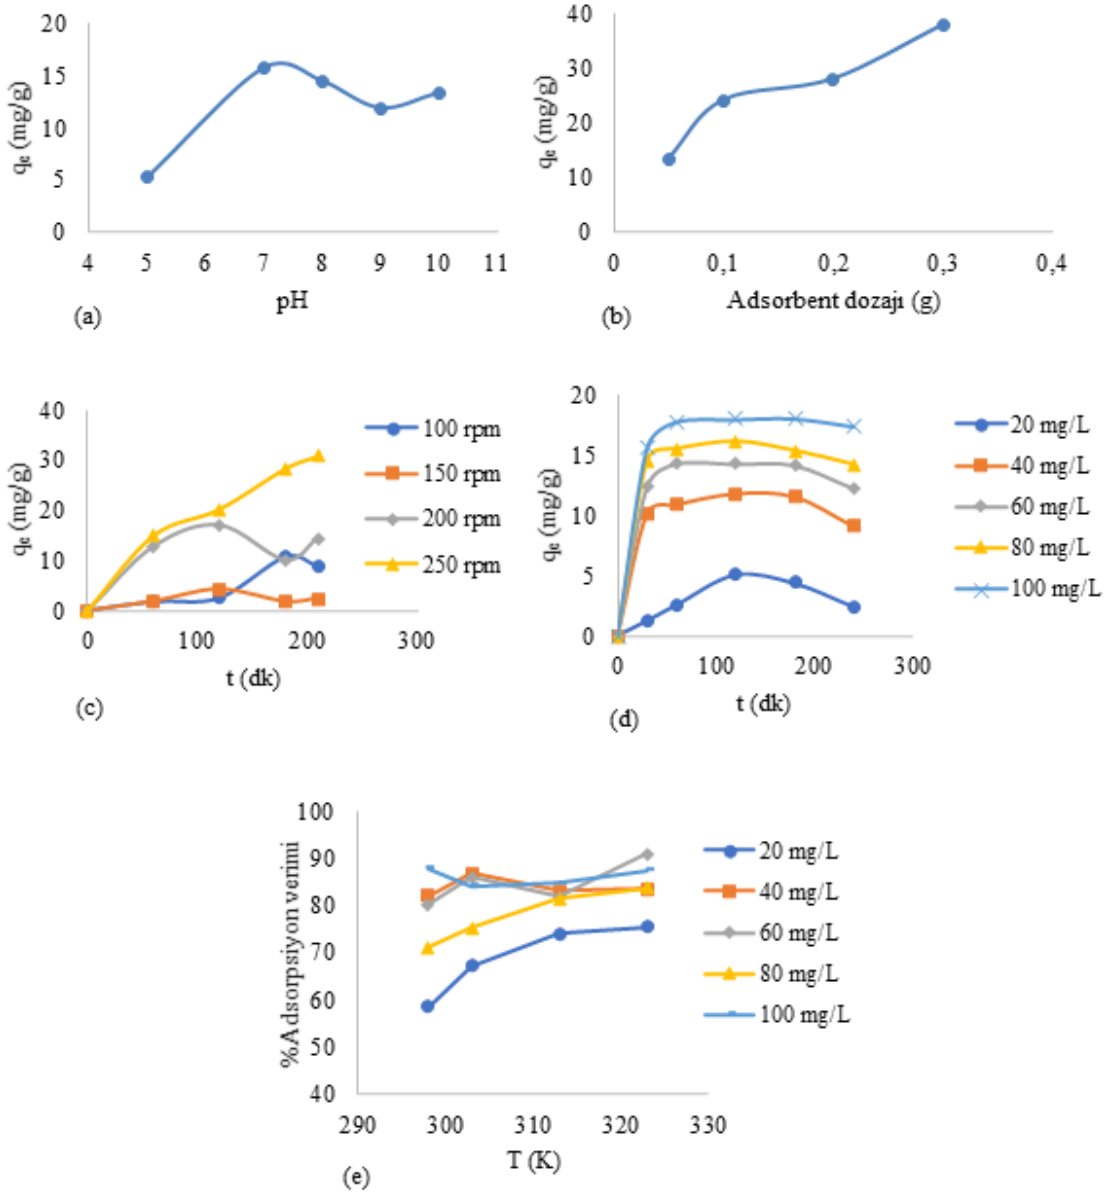 20
15
10
5
0
qe (mg/g)
4 5 6 7 8 9 10 11
pH
(a)
40
30
20
10
0
qe (mg/g)
0 0,1 0,2 0,3 0,4
Adsorbent dozajı (g)
(b)
40
30
20
10
0
qe (mg/g)
0 100 200 300
t (dk)
(c)
100 rpm
150 rpm
200 rpm
250 rpm
20
15
10
5
0
qe (mg/g)
0 100 200 300
t (dk)
(d)
20 mg/L
40 mg/L
60 mg/L
80 mg/L
100 mg/L
100
90
80
70
60
50
40
%Adsorpsiyon verimi
290 300 310 320 330
T (K)
(e)
20 mg/L
40 mg/L
60 mg/L
80 mg/L
100 mg/L